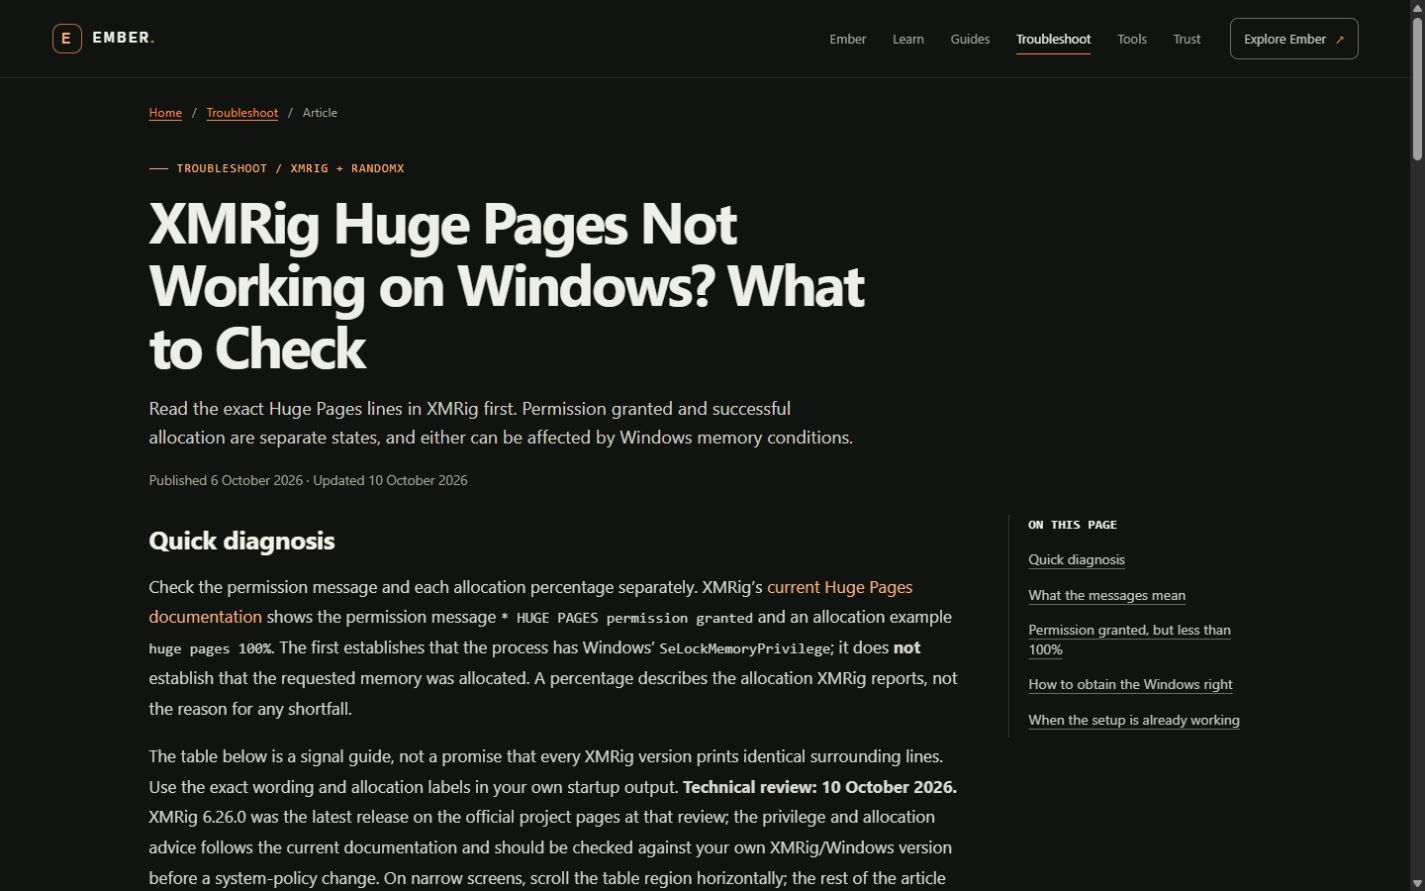 E EMBER.
Ember Learn Guides Troubleshoot Tools Trust Explore Ember ↗
Home / Troubleshoot / Article
TROUBLESHOOT / XMRIG + RANDOMX
XMRig Huge Pages Not
Working on Windows? What
to Check
Read the exact Huge Pages lines in XMRig first. Permission granted and successful
allocation are separate states, and either can be affected by Windows memory conditions.
Published 6 October 2026 · Updated 10 October 2026
Quick diagnosis
Check the permission message and each allocation percentage separately. XMRig’s current Huge Pages
documentation shows the permission message * HUGE PAGES permission granted and an allocation example
huge pages 100%. The first establishes that the process has Windows’ SeLockMemoryPrivilege; it does not
establish that the requested memory was allocated. A percentage describes the allocation XMRig reports, not
the reason for any shortfall.
The table below is a signal guide, not a promise that every XMRig version prints identical surrounding lines.
Use the exact wording and allocation labels in your own startup output. Technical review: 10 October 2026.
XMRig 6.26.0 was the latest release on the official project pages at that review; the privilege and allocation
advice follows the current documentation and should be checked against your own XMRig/Windows version
before a system-policy change. On narrow screens, scroll the table region horizontally; the rest of the article
ON THIS PAGE
Quick diagnosis
What the messages mean
Permission granted, but less than
100%
How to obtain the Windows right
When the setup is already working